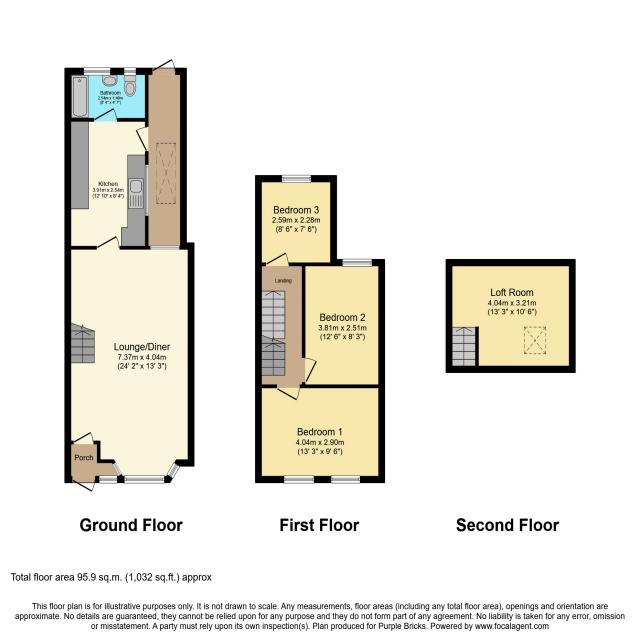 Bathroom
2.54m x 1.40m
(8' 4" x 4' 7")
Kitchen
3.91m x 2.54m
(12' 10" x 8' 4")
Lounge/Diner
7.37m x 4.04m
(24' 2" x 13' 3")
Porch
Ground Floor
Bedroom 3
2.59m x 2.28m
(8' 6" x 7' 6")
Landing
Bedroom 2
3.81m x 2.51m
(12' 6" x 8' 3")
Bedroom 1
4.04m x 2.90m
(13' 3" x 9' 6")
First Floor
Loft Room
4.04m x 3.21m
(13' 3" x 10' 6")
Second Floor
Total floor area 95.9 sq.m. (1,032 sq.ft.) approx
This floor plan is for illustrative purposes only. It is not drawn to scale. Any measurements, floor areas (including any total floor area), openings and orientation are
approximate. No details are guaranteed, they cannot be relied upon for any purpose and they do not form part of any agreement. No liability is taken for any error, omission
or misstatement. A party must rely upon its own inspection(s). Plan produced for Purple Bricks. Powered by www.focalagent.com